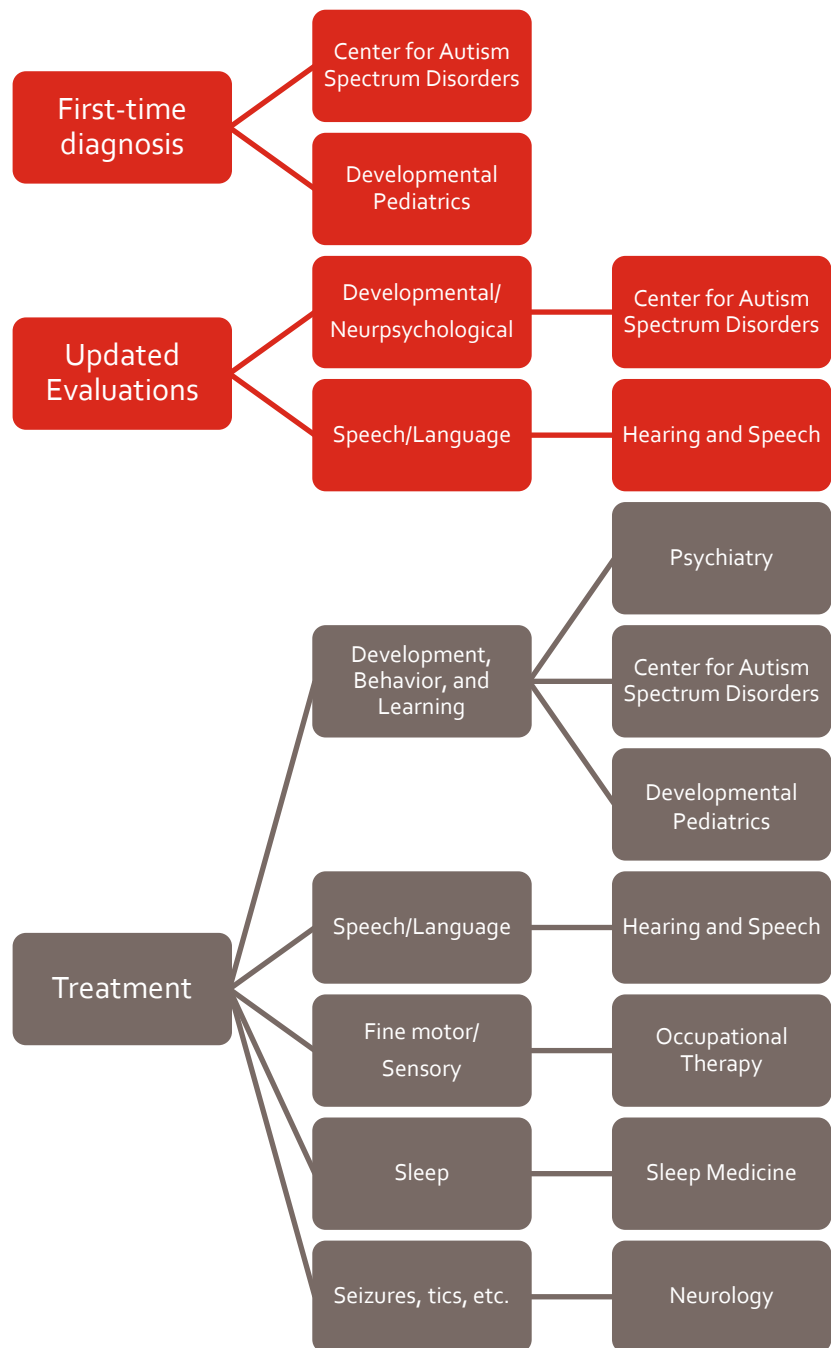 First-time
diagnosis
Center for Autism
Spectrum Disorders
Developmental
Pediatrics
Updated
Evaluations
Developmental/
Neurpsychological
Center for Autism
Spectrum Disorders
Speech/Language
Hearing and Speech
Treatment
Development,
Behavior, and
Learning
Psychiatry
Center for Autism
Spectrum Disorders
Developmental
Pediatrics
Speech/Language
Hearing and Speech
Fine motor/
Sensory
Occupational
Therapy
Sleep
Sleep Medicine
Seizures, tics, etc.
Neurology